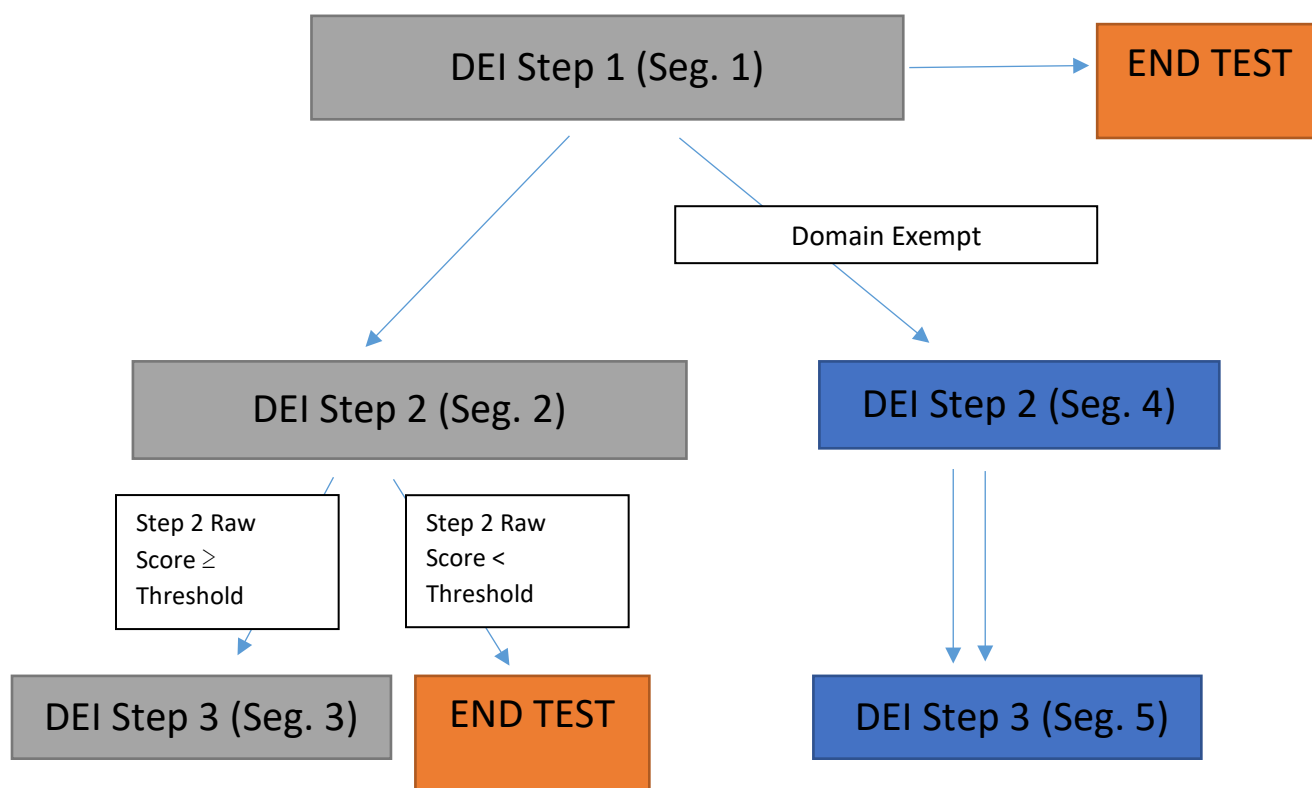 DEI Step 1 (Seg. 1)
END TEST
Domain Exempt
DEI Step 2 (Seg. 2)
DEI Step 2 (Seg. 4)
Step 2 Raw
Score ≥
Threshold
Step 2 Raw
Score <
Threshold
DEI Step 3 (Seg. 3)
END TEST
DEI Step 3 (Seg. 5)